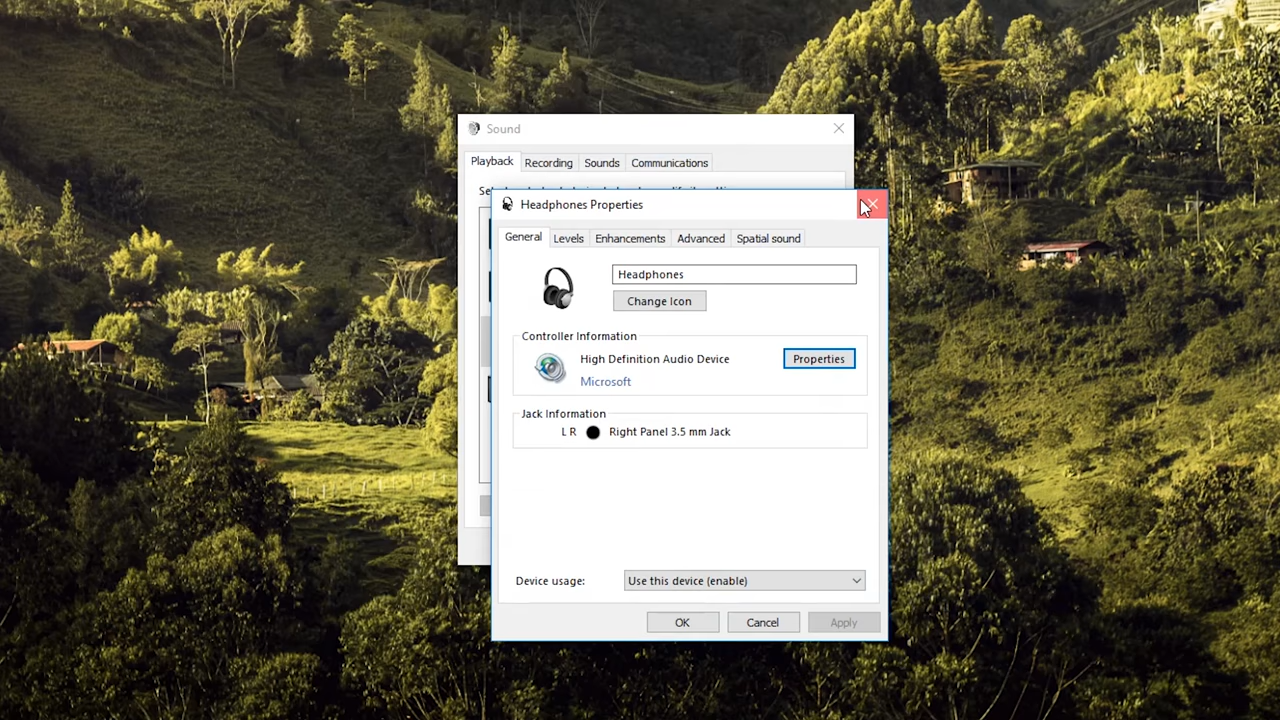 Sound
Playback Recording Sounds Communications
Headphones Properties
General Levels Enhancements Advanced Spatial sound
Headphones
Change Icon
Controller Information
High Definition Audio Device Properties
Microsoft
Jack Information
L R Right Panel 3.5 mm Jack
Device usage: Use this device (enable)
OK Cancel Apply